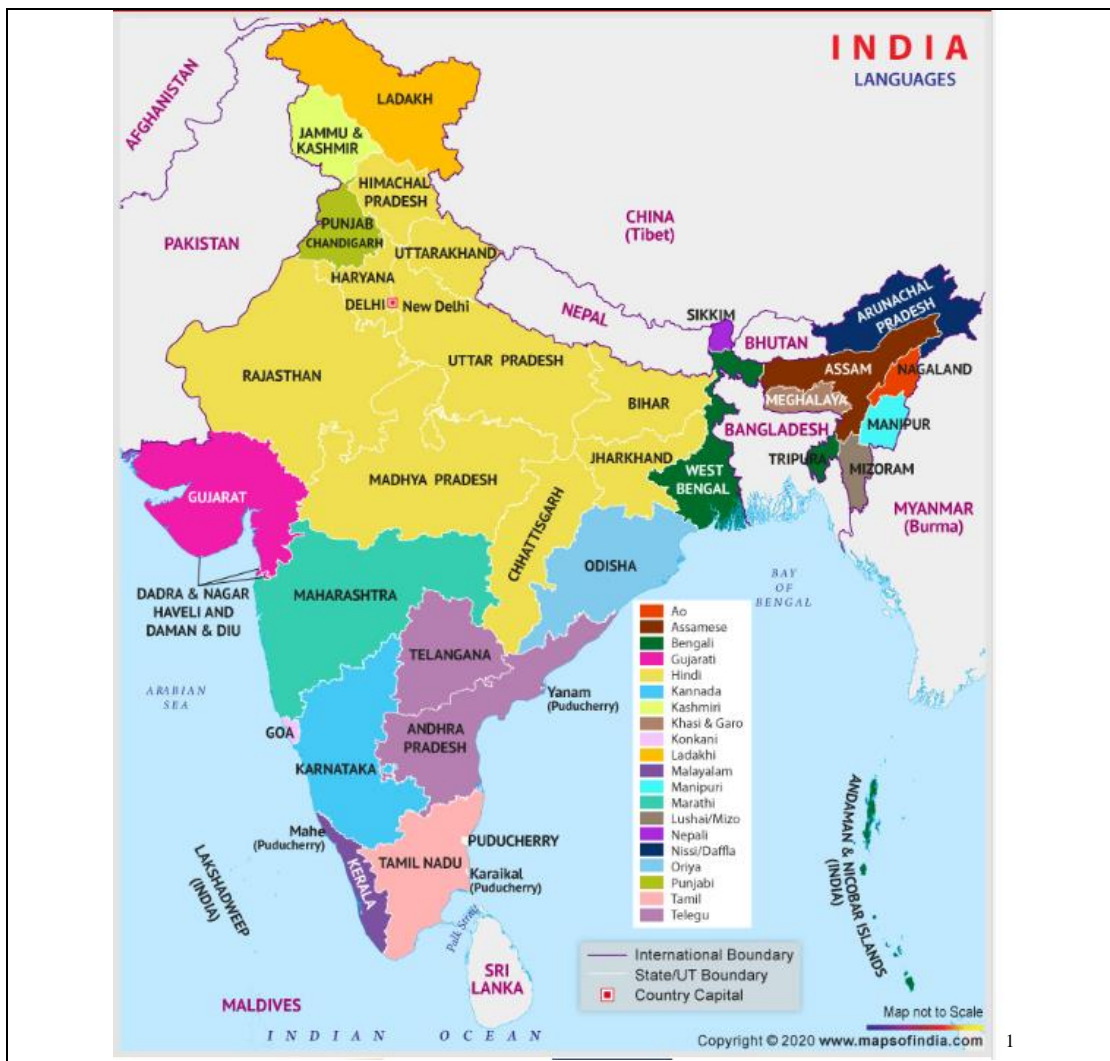 INDIA
LANGUAGES
AFGHANISTAN
LADAKH
JAMMU &
KASHMIR
HIMACHAL
PRADESH
PUNJAB
CHANDIGARH
PAKISTAN
CHINA
(Tibet)
UTTARAKHAND
HARYANA
DELHI
New Delhi
NEPAL
SIKKIM
BHUTAN
ARUNACHAL
PRADESH
RAJASTHAN
UTTAR PRADESH
ASSAM
NAGALAND
BIHAR
MEGHALAYA
BANGLADESH
MANIPUR
JHARKHAND
TRIPURA
MIZORAM
WEST
BENGAL
GUJARAT
MADHYA PRADESH
CHHATTISGARH
MYANMAR
(Burma)
ODISHA
BAY
OF
BENGAL
DADRA & NAGAR
HAVELI AND
DAMAN & DIU
MAHARASHTRA
TELANGANA
ARABIAN
SEA
Yanam
(Puducherry)
GOA
ANDHRA
PRADESH
KARNATAKA
Mahe
(Puducherry)
PUDUCHERRY
TAMIL NADU
Karaikal
(Puducherry)
KERALA
LAKSHADWEEP
(INDIA)
Palk Strait
ANDAMAN & NICOBAR ISLANDS
(INDIA)
SRI
LANKA
MALDIVES
INDIAN OCEAN
Ao
Assamese
Bengali
Gujarati
Hindi
Kannada
Kashmiri
Khasi & Garo
Konkani
Ladakhi
Malayalam
Manipuri
Marathi
Lushai/Mizo
Nepali
Nissi/Daffla
Oriya
Punjabi
Tamil
Telegu
International Boundary
State/UT Boundary
Country Capital
Map not to Scale
Copyright © 2020 www.mapsofindia.com
1